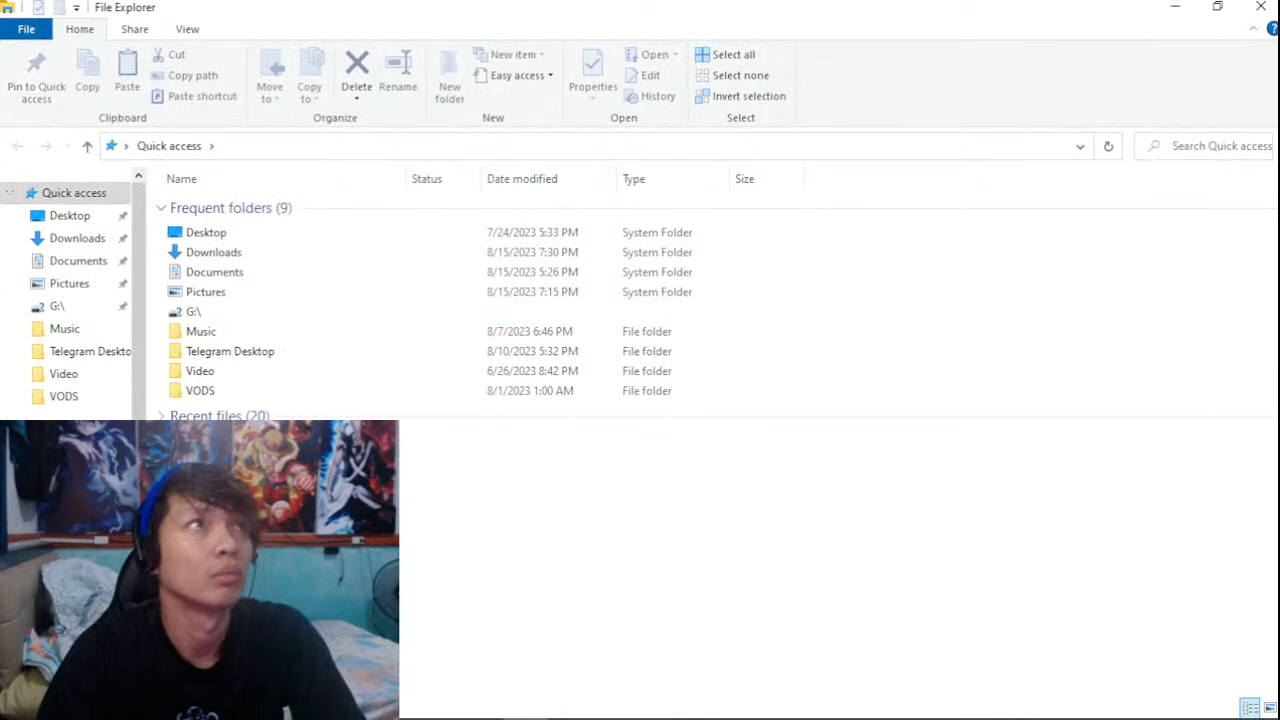 File Explorer
File Home Share View
Pin to Quick access
Copy
Paste
Cut
Copy path
Paste shortcut
Clipboard
Move to
Copy to
Delete
Rename
Organize
New folder
New item
Easy access
New
Properties
Open
Edit
History
Open
Select all
Select none
Invert selection
Select
Quick access
Search Quick access
Quick access
Desktop
Downloads
Documents
Pictures
G:\
Music
Telegram Deskto
Video
VODS
Name Status Date modified Type Size
Frequent folders (9)
Desktop 7/24/2023 5:33 PM System Folder
Downloads 8/15/2023 7:30 PM System Folder
Documents 8/15/2023 5:26 PM System Folder
Pictures 8/15/2023 7:15 PM System Folder
G:\
Music 8/7/2023 6:46 PM File folder
Telegram Desktop 8/10/2023 5:32 PM File folder
Video 6/26/2023 8:42 PM File folder
VODS 8/1/2023 1:00 AM File folder
Recent files (20)